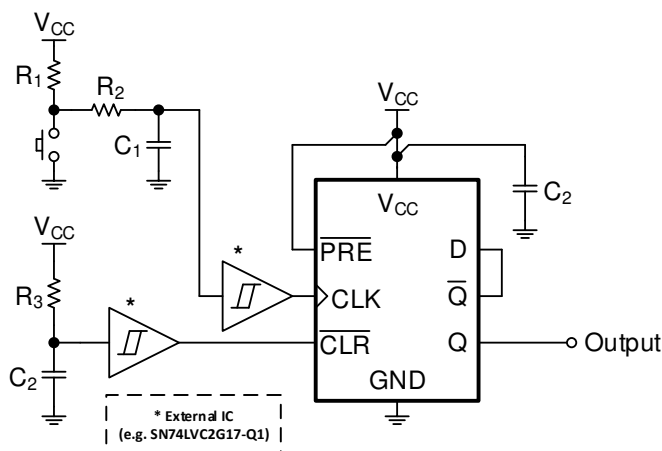 VCC
R1
R2
C1
VCC
R3
C2
*
*
VCC
C2
VCC
PRE
D
CLK
Q
CLR
Q
Output
GND
* External IC
(e.g. SN74LVC2G17-Q1)